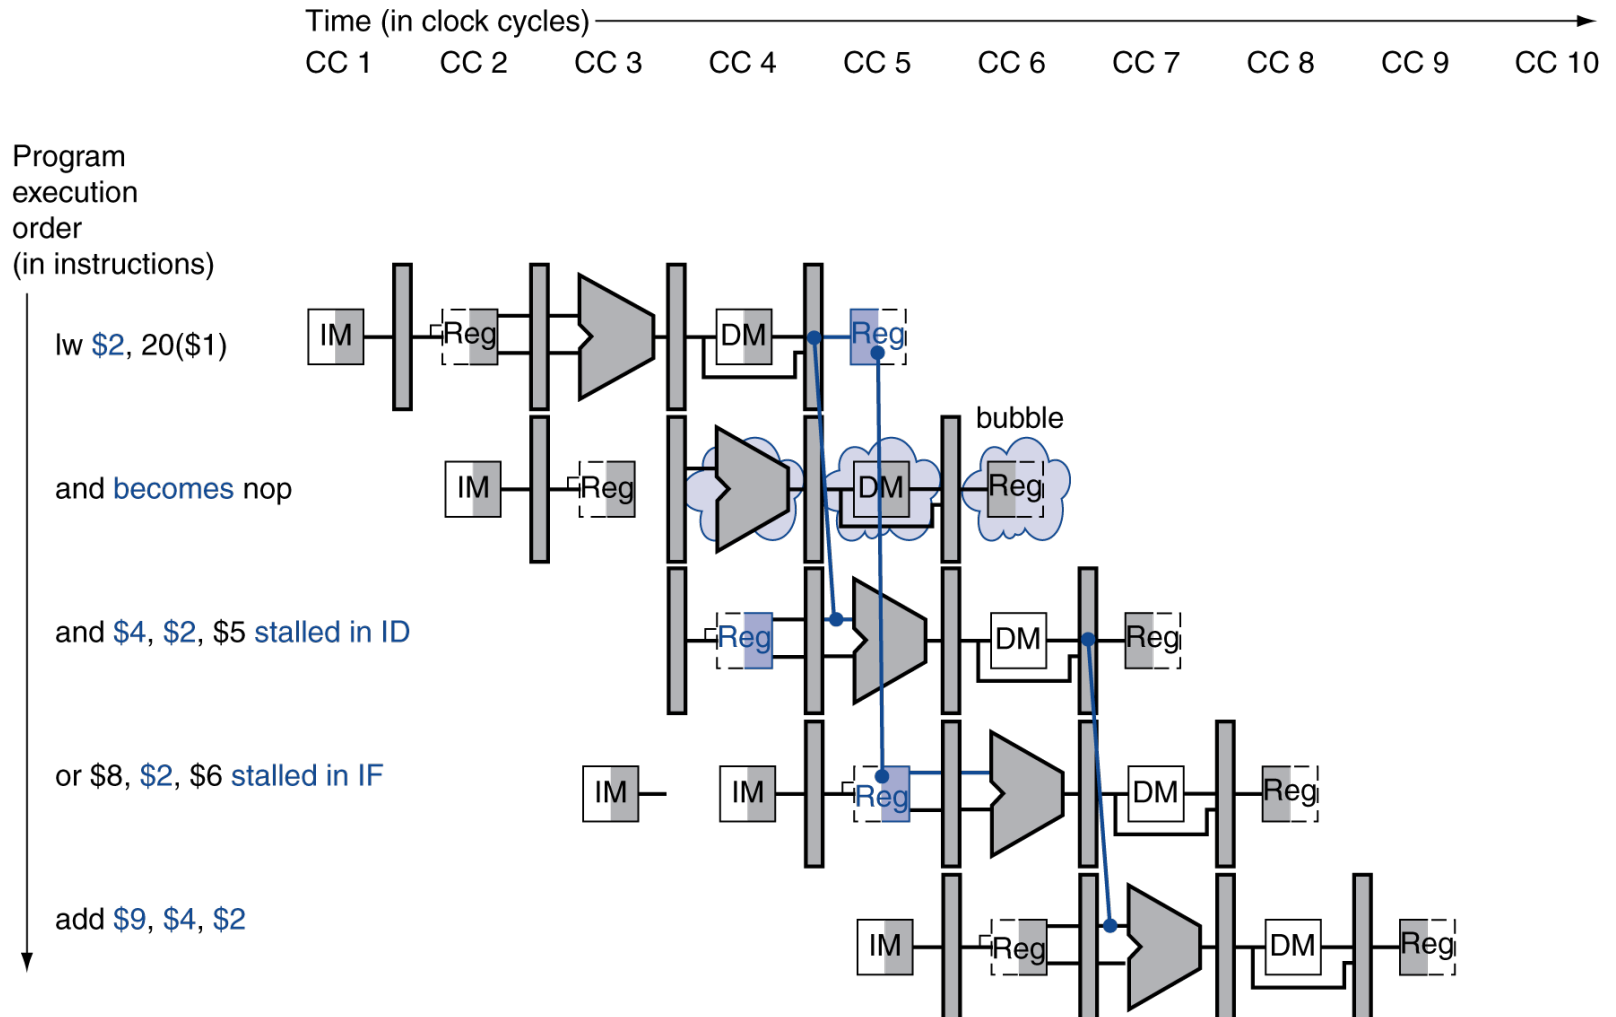 Time (in clock cycles)
CC 1 CC 2 CC 3 CC 4 CC 5 CC 6 CC 7 CC 8 CC 9 CC 10
Program
execution
order
(in instructions)
lw $2, 20($1)
IM Reg DM Reg
bubble
and becomes nop
IM Reg DM Reg
and $4, $2, $5 stalled in ID
Reg DM Reg
or $8, $2, $6 stalled in IF
IM IM Reg DM Reg
add $9, $4, $2
IM Reg DM Reg